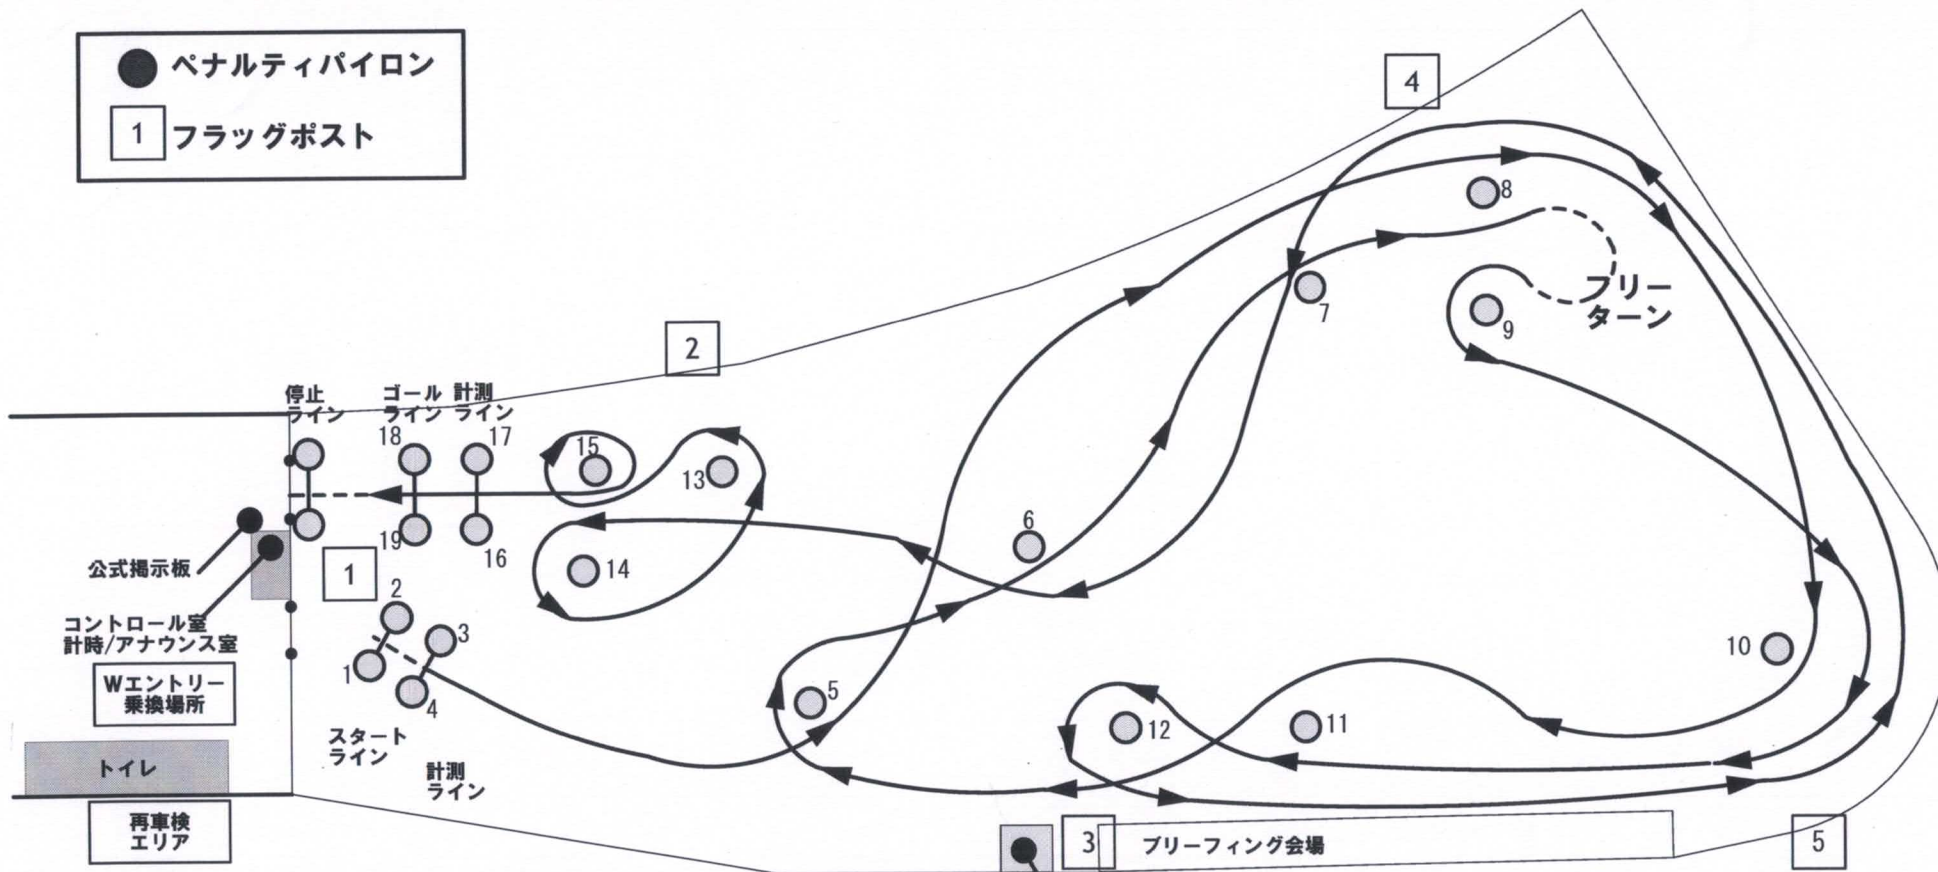 ペナルティパイロン
1 フラッグポスト
4
8
フリー
ターン
7
9
2
停止
ライン
ゴール
ライン
計測
ライン
18
17
15
13
6
19
16
14
公式掲示板
1
2
コントロール室
計時/アナウンス室
3
1
4
Wエントリー
乗換場所
5
10
12
11
スタート
ライン
計測
ライン
トイレ
再車検
エリア
3
ブリーフィング会場
5